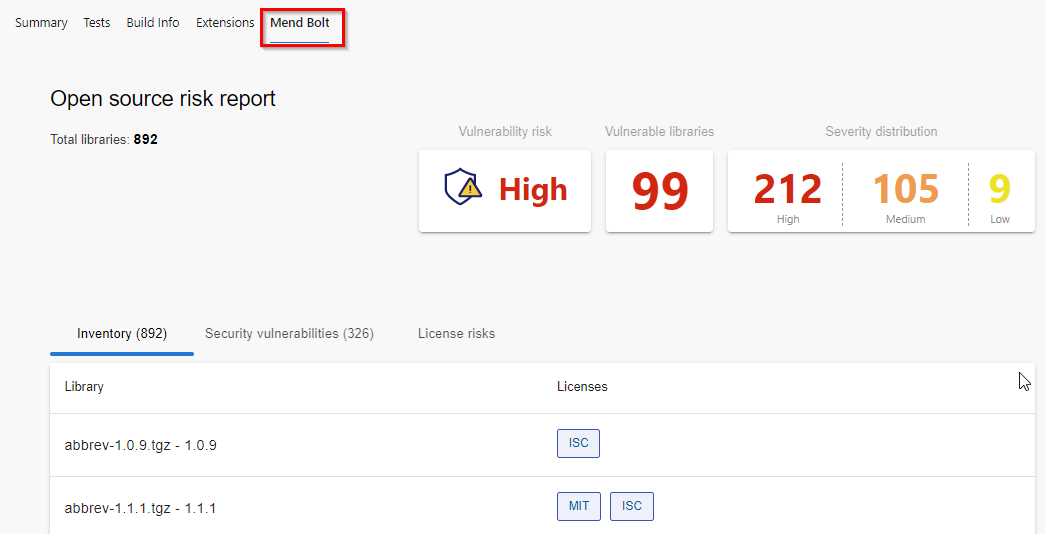 Summary Tests Build Info Extensions Mend Bolt
Open source risk report
Total libraries: 892
Vulnerability risk Vulnerable libraries Severity distribution
High 99 212 105 9
High Medium Low
Inventory (892) Security vulnerabilities (326) License risks
Library Licenses
abbrev-1.0.9.tgz - 1.0.9 ISC
abbrev-1.1.1.tgz - 1.1.1 MIT ISC